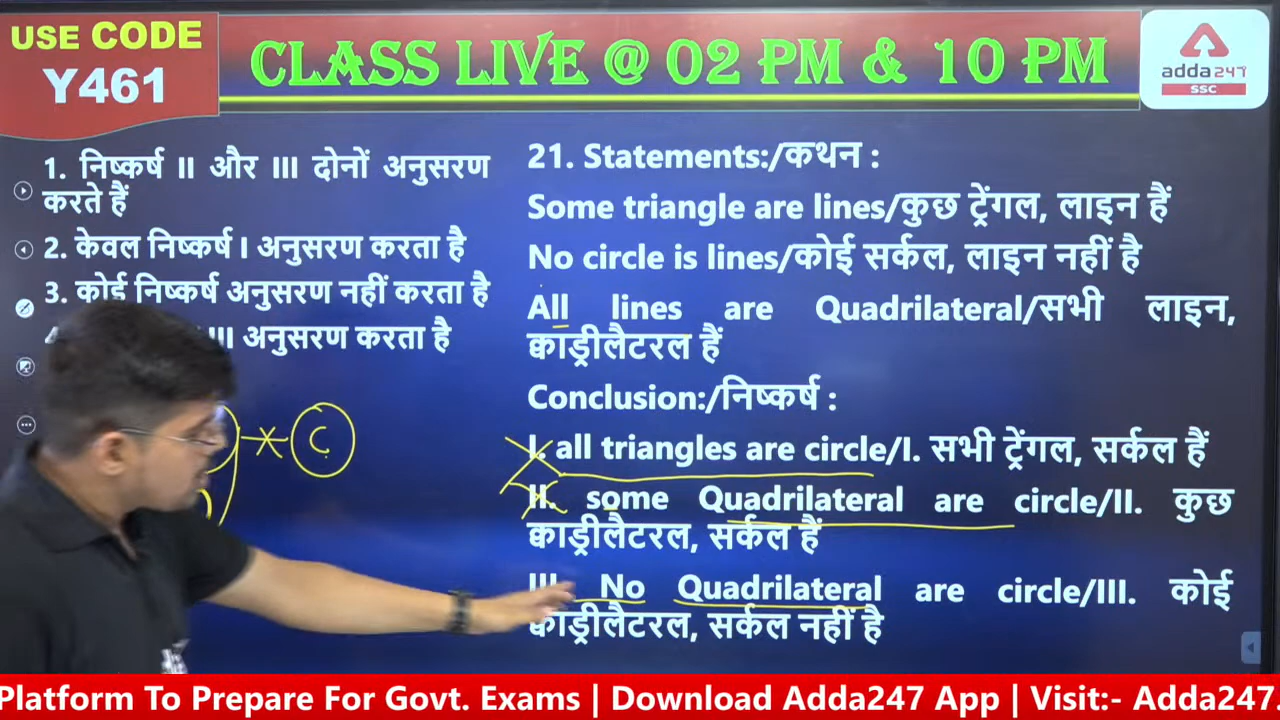 USE CODE
Y461
CLASS LIVE @ 02 PM & 10 PM
adda247
SSC
1. निष्कर्ष II और III दोनों अनुसरण
करते हैं
2. केवल निष्कर्ष I अनुसरण करता है
3. कोई निष्कर्ष अनुसरण नहीं करता है
4. III अनुसरण करता है
C
21. Statements:/कथन :
Some triangle are lines/कुछ ट्रेंगल, लाइन हैं
No circle is lines/कोई सर्कल, लाइन नहीं है
All lines are Quadrilateral/सभी लाइन,
क्वाड्रीलैटरल हैं
Conclusion:/निष्कर्ष :
I. all triangles are circle/I. सभी ट्रेंगल, सर्कल हैं
II. some Quadrilateral are circle/II. कुछ
क्वाड्रीलैटरल, सर्कल हैं
III. No Quadrilateral are circle/III. कोई
क्वाड्रीलैटरल, सर्कल नहीं है
Platform To Prepare For Govt. Exams | Download Adda247 App | Visit:- Adda247.